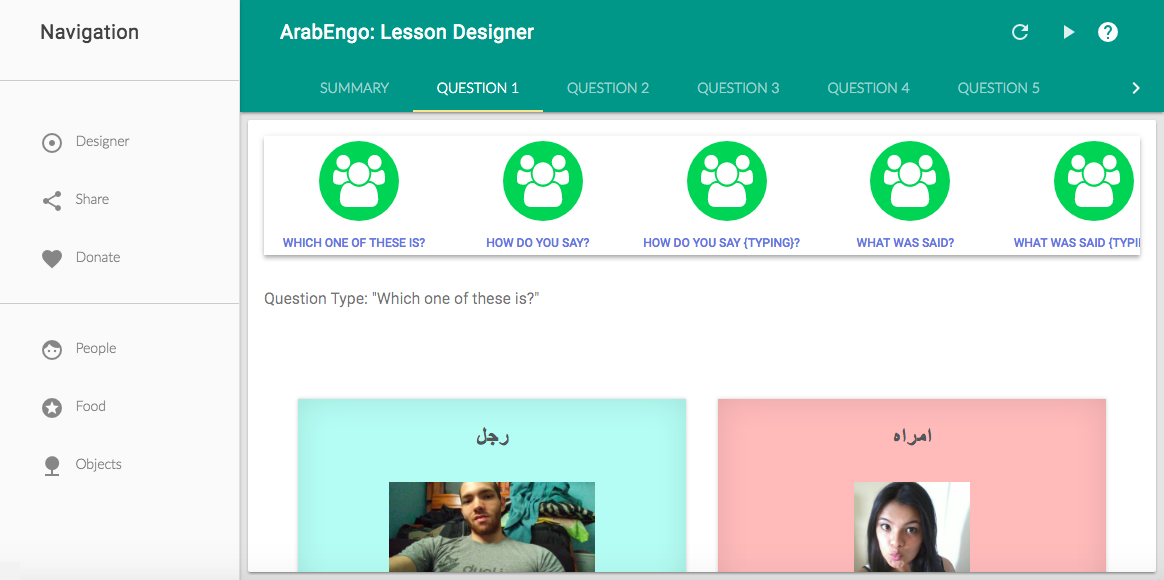 Navigation
ArabEngo: Lesson Designer
SUMMARY QUESTION 1 QUESTION 2 QUESTION 3 QUESTION 4 QUESTION 5
Designer
Share
Donate
People
Food
Objects
WHICH ONE OF THESE IS? HOW DO YOU SAY? HOW DO YOU SAY {TYPING}? WHAT WAS SAID? WHAT WAS SAID {TYPI
Question Type: "Which one of these is?"
رجل
امراه